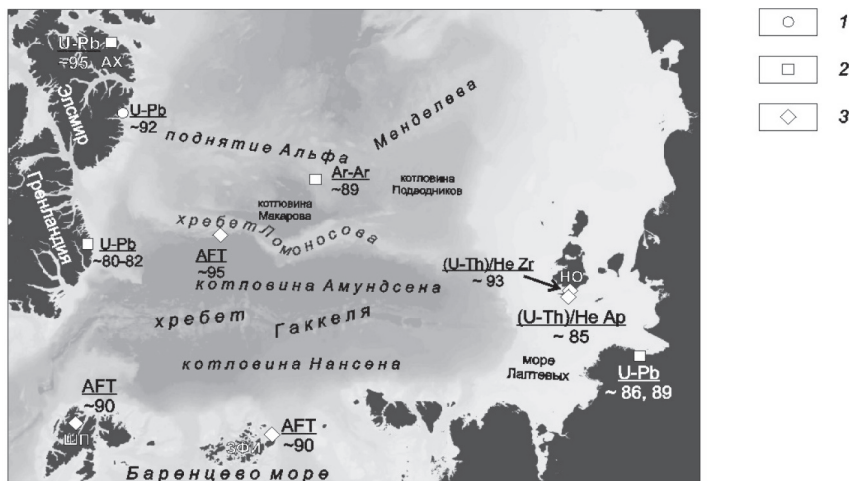 U-Pb
~95 АХ
Элсмир
U-Pb
~92
поднятие Альфа
Менделеева
Ar-Ar
~89
котловина
Подводников
котловина
Макарова
Гренландия
хребет Ломоносова
U-Pb
~80-82
AFT
~95
(U-Th)/He Zr
~ 93
НО
котловина Амундсена
(U-Th)/He Ap
~ 85
хребет Гаккеля
котловина Нансена
море
Лаптевых
U-Pb
~ 86, 89
AFT
~90
ШП
AFT
~90
ЗФИ
Баренцево море
1
2
3